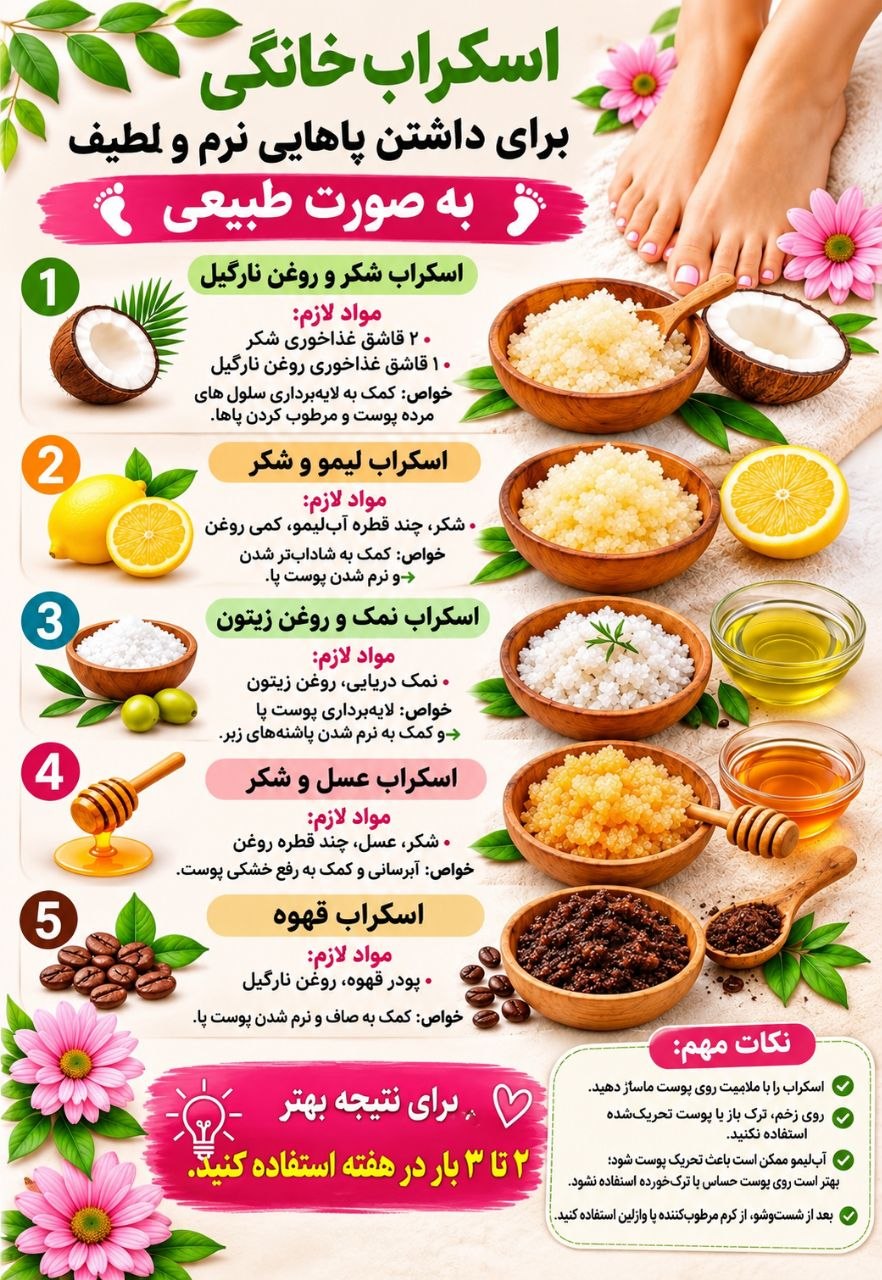 اسکراب خانگی
برای داشتن پاهایی نرم و لطیف
به صورت طبیعی
1
اسکراب شکر و روغن نارگیل
مواد لازم:
• ۲ قاشق غذاخوری شکر
• ۱ قاشق غذاخوری روغن نارگیل
خواص: کمک به لایه‌برداری سلول های
مرده پوست و مرطوب کردن پاها.
2
اسکراب لیمو و شکر
مواد لازم:
• شکر، چند قطره آب‌لیمو، کمی روغن
خواص: کمک به شاداب‌تر شدن
و نرم شدن پوست پا.
3
اسکراب نمک و روغن زیتون
مواد لازم:
• نمک دریایی، روغن زیتون
خواص: لایه‌برداری پوست پا
و کمک به نرم شدن پاشنه‌های زبر.
4
اسکراب عسل و شکر
مواد لازم:
• شکر، عسل، چند قطره روغن
خواص: آبرسانی و کمک به رفع خشکی پوست.
5
اسکراب قهوه
مواد لازم:
• پودر قهوه، روغن نارگیل
خواص: کمک به صاف و نرم شدن پوست پا.
برای نتیجه بهتر
۲ تا ۳ بار در هفته استفاده کنید.
نکات مهم:
اسکراب را با ملایمت روی پوست ماساژ دهید.
روی زخم، ترک باز یا پوست تحریک‌شده
استفاده نکنید.
آب‌لیمو ممکن است باعث تحریک پوست شود؛
بهتر است روی پوست حساس یا ترک‌خورده استفاده نشود.
بعد از شست‌وشو، از کرم مرطوب‌کننده یا وازلین استفاده کنید.